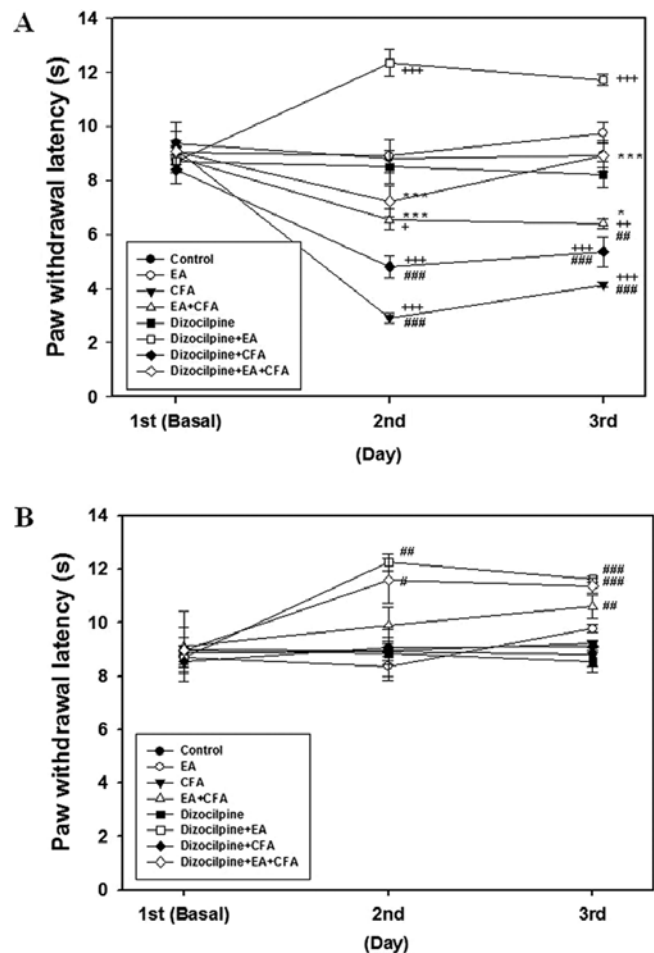 A
Paw withdrawal latency (s)
14
12
10
8
6
4
2
0
+++
+++
***
***
+
***
*
++
##
+++
###
+++
###
+++
###
+++
###
Control
EA
CFA
EA+CFA
Dizocilpine
Dizocilpine+EA
Dizocilpine+CFA
Dizocilpine+EA+CFA
1st (Basal)
2nd
3rd
(Day)
B
Paw withdrawal latency (s)
14
12
10
8
6
4
2
0
##
#
###
###
##
Control
EA
CFA
EA+CFA
Dizocilpine
Dizocilpine+EA
Dizocilpine+CFA
Dizocilpine+EA+CFA
1st (Basal)
2nd
3rd
(Day)